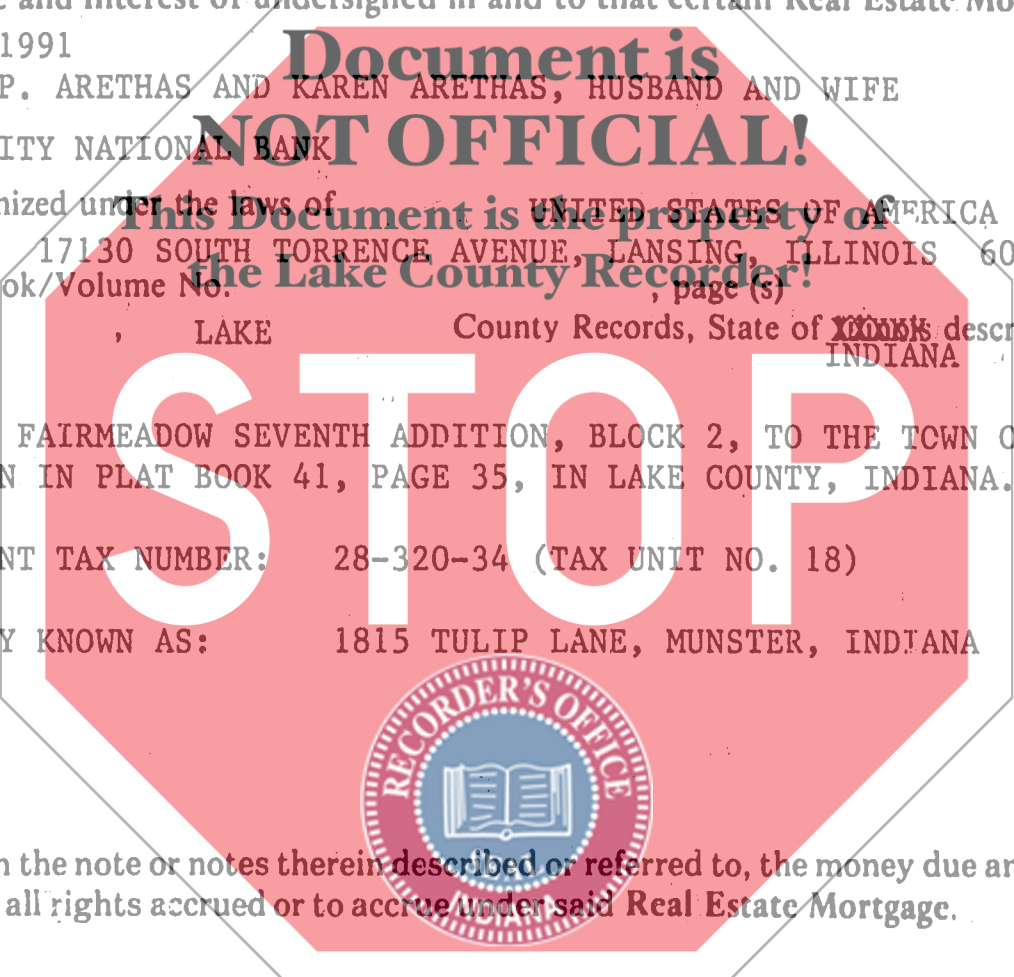 e and interest of undersigned in and to that certain Real Estate Mo
1991
Document is
P. ARETHAS AND KAREN ARETHAS, HUSBAND AND WIFE
NOT OFFICIAL!
ITY NATIONAL BANK
nized under the laws of UNITED STATES OF AMERICA
This Document is the property of
17130 SOUTH TORRENCE AVENUE, LANSING, ILLINOIS 60
the Lake County Recorder!
ok/Volume No. , page (s)
, LAKE County Records, State of descr
INDIANA
STOP
FAIRMEADOW SEVENTH ADDITION, BLOCK 2, TO THE TOWN O
N IN PLAT BOOK 41, PAGE 35, IN LAKE COUNTY, INDIANA.
NT TAX NUMBER: 28-320-34 (TAX UNIT NO. 18)
Y KNOWN AS: 1815 TULIP LANE, MUNSTER, INDIANA
RECORDER'S OFFICE
INDIANA
h the note or notes therein described or referred to, the money due an
all rights accrued or to accrue under said Real Estate Mortgage.